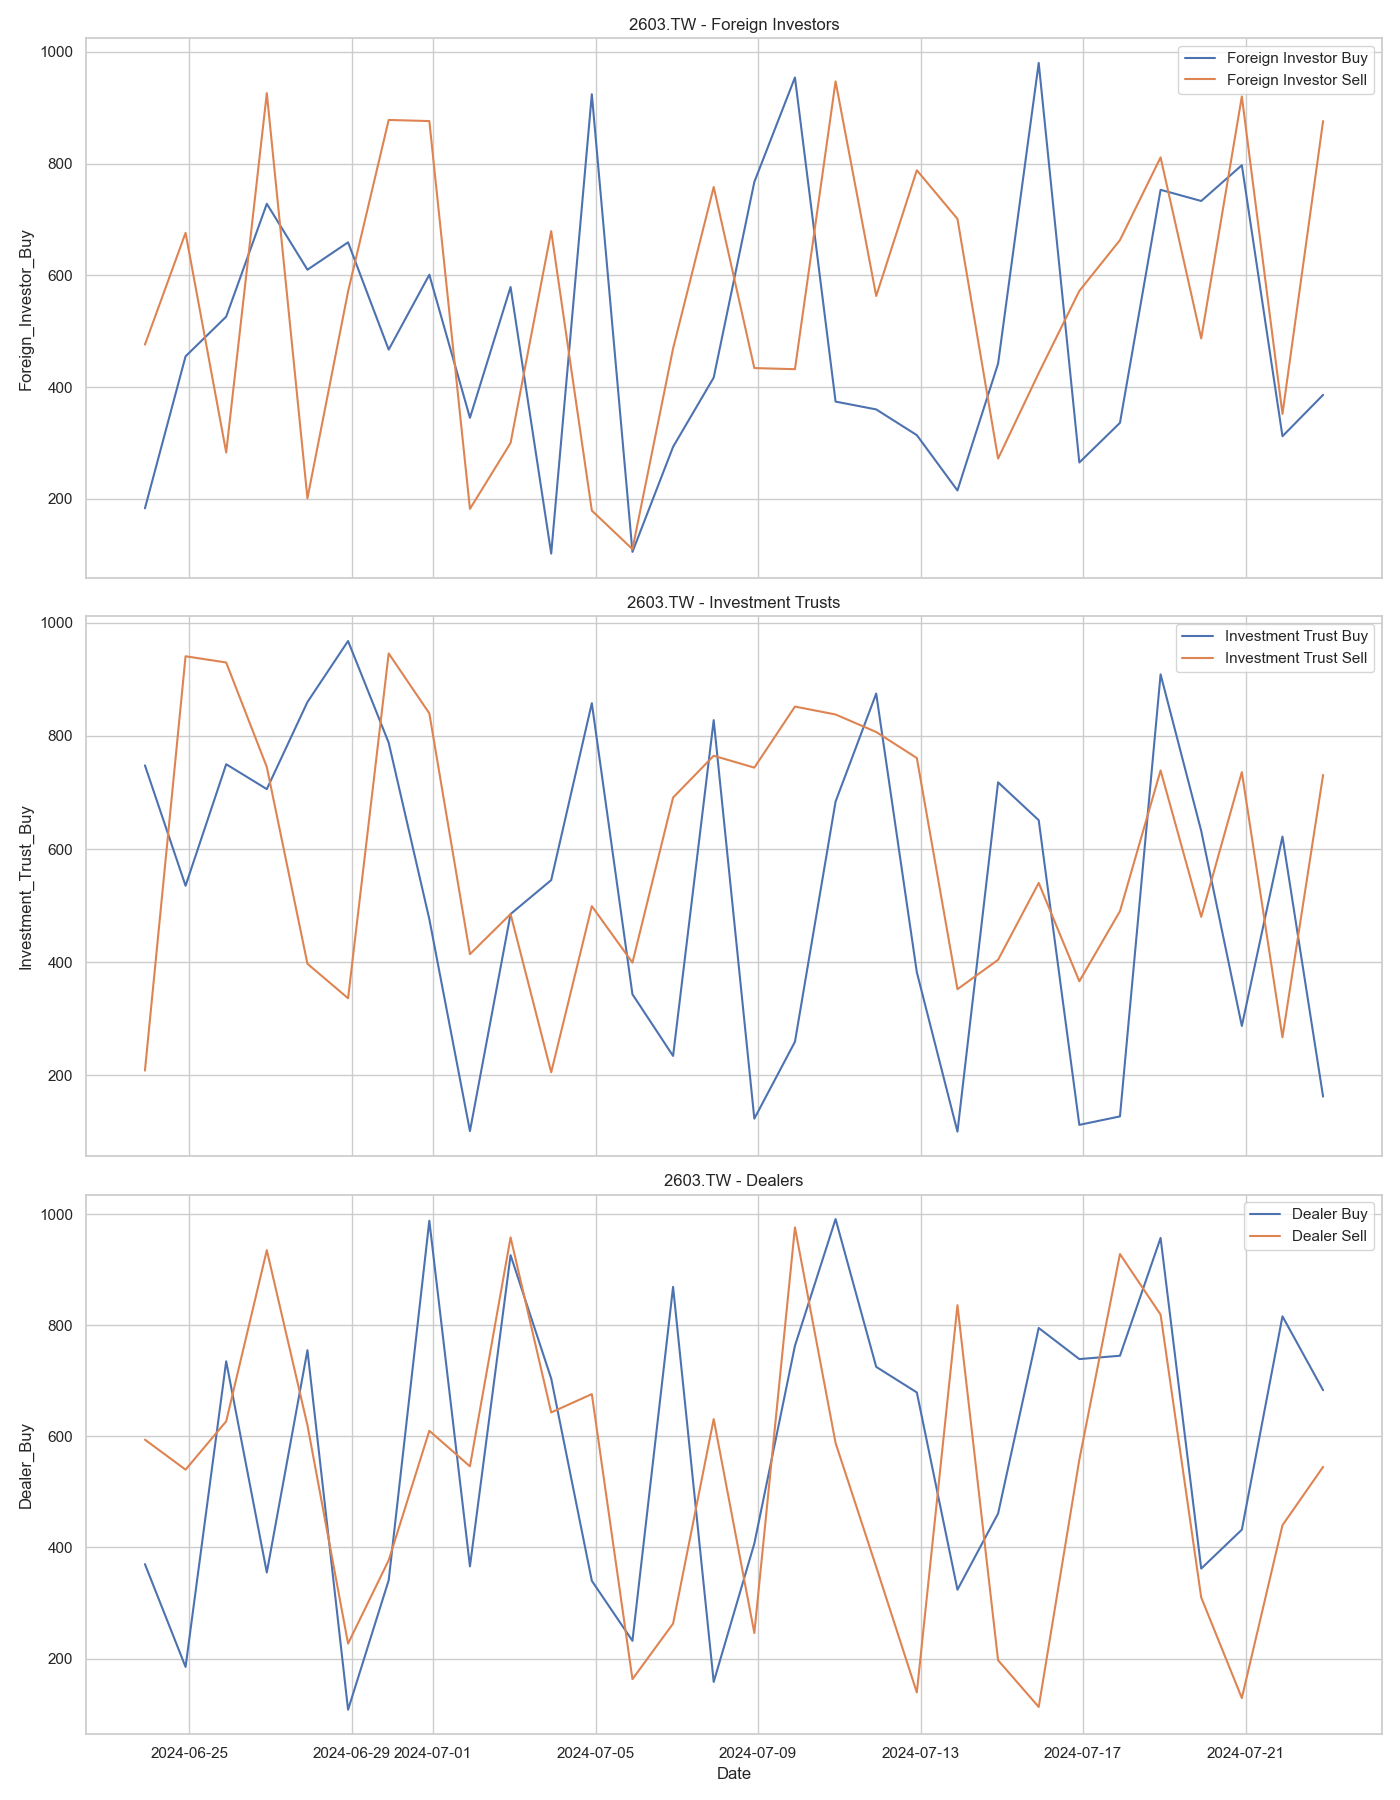 2603.TW - Foreign Investors
Foreign Investor Buy
Foreign Investor Sell
Foreign_Investor_Buy
1000
800
600
400
200
2603.TW - Investment Trusts
Investment Trust Buy
Investment Trust Sell
Investment_Trust_Buy
1000
800
600
400
200
2603.TW - Dealers
Dealer Buy
Dealer Sell
Dealer_Buy
1000
800
600
400
200
2024-06-25 2024-06-29 2024-07-01 2024-07-05 2024-07-09 2024-07-13 2024-07-17 2024-07-21
Date